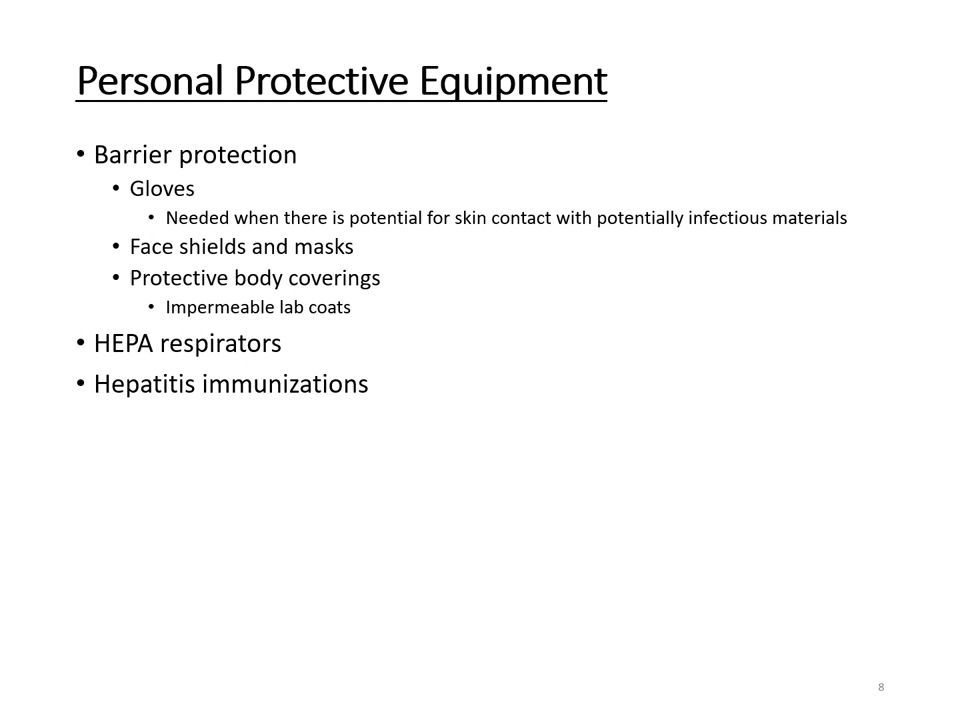 Personal Protective Equipment
• Barrier protection
• Gloves
• Needed when there is potential for skin contact with potentially infectious materials
• Face shields and masks
• Protective body coverings
• Impermeable lab coats
• HEPA respirators
• Hepatitis immunizations
8